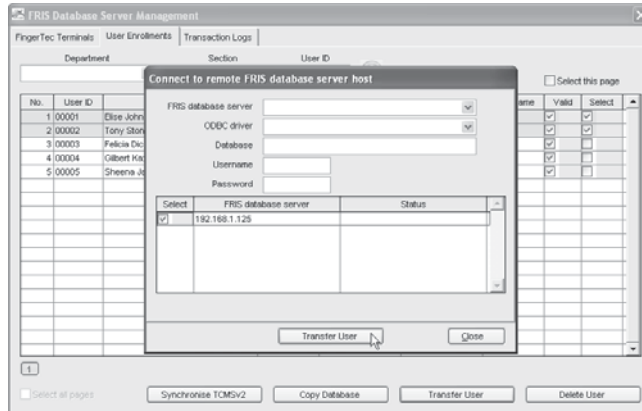 FRIS Database Server Management
FingerTec Terminals User Enrollments Transaction Logs
Department Section User ID
Connect to remote FRIS database server host
Select this page
FRIS database server
ODBC driver
Database
Username
Password
No. User ID ame Valid Select
1 00001 Elise John
2 00002 Tony Ston
3 00003 Felicia Dic
4 00004 Gilbert Ka
5 00005 Sheena Ja
Select FRIS database server Status
192.168.1.125
Transfer User Close
1
Select all pages Synchronise TCMSv2 Copy Database Transfer User Delete User